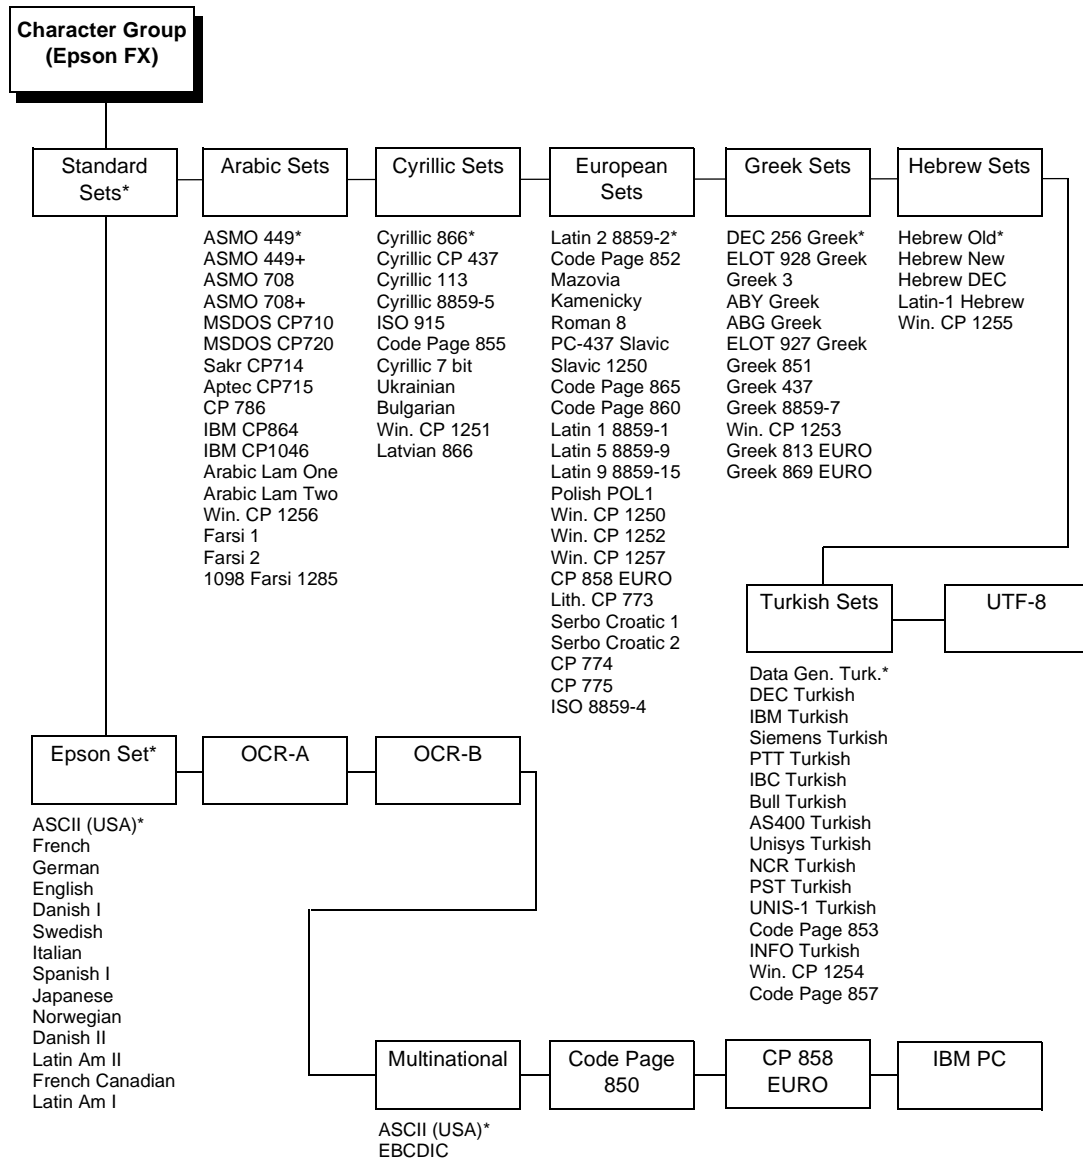 Character Group
(Epson FX)
Standard
Sets*
Arabic Sets
Cyrillic Sets
European
Sets
Greek Sets
Hebrew Sets
ASMO 449*
ASMO 449+
ASMO 708
ASMO 708+
MSDOS CP710
MSDOS CP720
Sakr CP714
Aptec CP715
CP 786
IBM CP864
IBM CP1046
Arabic Lam One
Arabic Lam Two
Win. CP 1256
Farsi 1
Farsi 2
1098 Farsi 1285
Cyrillic 866*
Cyrillic CP 437
Cyrillic 113
Cyrillic 8859-5
ISO 915
Code Page 855
Cyrillic 7 bit
Ukrainian
Bulgarian
Win. CP 1251
Latvian 866
Latin 2 8859-2*
Code Page 852
Mazovia
Kamenicky
Roman 8
PC-437 Slavic
Slavic 1250
Code Page 865
Code Page 860
Latin 1 8859-1
Latin 5 8859-9
Latin 9 8859-15
Polish POL1
Win. CP 1250
Win. CP 1252
Win. CP 1257
CP 858 EURO
Lith. CP 773
Serbo Croatic 1
Serbo Croatic 2
CP 774
CP 775
ISO 8859-4
DEC 256 Greek*
ELOT 928 Greek
Greek 3
ABY Greek
ABG Greek
ELOT 927 Greek
Greek 851
Greek 437
Greek 8859-7
Win. CP 1253
Greek 813 EURO
Greek 869 EURO
Hebrew Old*
Hebrew New
Hebrew DEC
Latin-1 Hebrew
Win. CP 1255
Turkish Sets
UTF-8
Data Gen. Turk.*
DEC Turkish
IBM Turkish
Siemens Turkish
PTT Turkish
IBC Turkish
Bull Turkish
AS400 Turkish
Unisys Turkish
NCR Turkish
PST Turkish
UNIS-1 Turkish
Code Page 853
INFO Turkish
Win. CP 1254
Code Page 857
Epson Set*
OCR-A
OCR-B
ASCII (USA)*
French
German
English
Danish I
Swedish
Italian
Spanish I
Japanese
Norwegian
Danish II
Latin Am II
French Canadian
Latin Am I
Multinational
Code Page
850
CP 858
EURO
IBM PC
ASCII (USA)*
EBCDIC